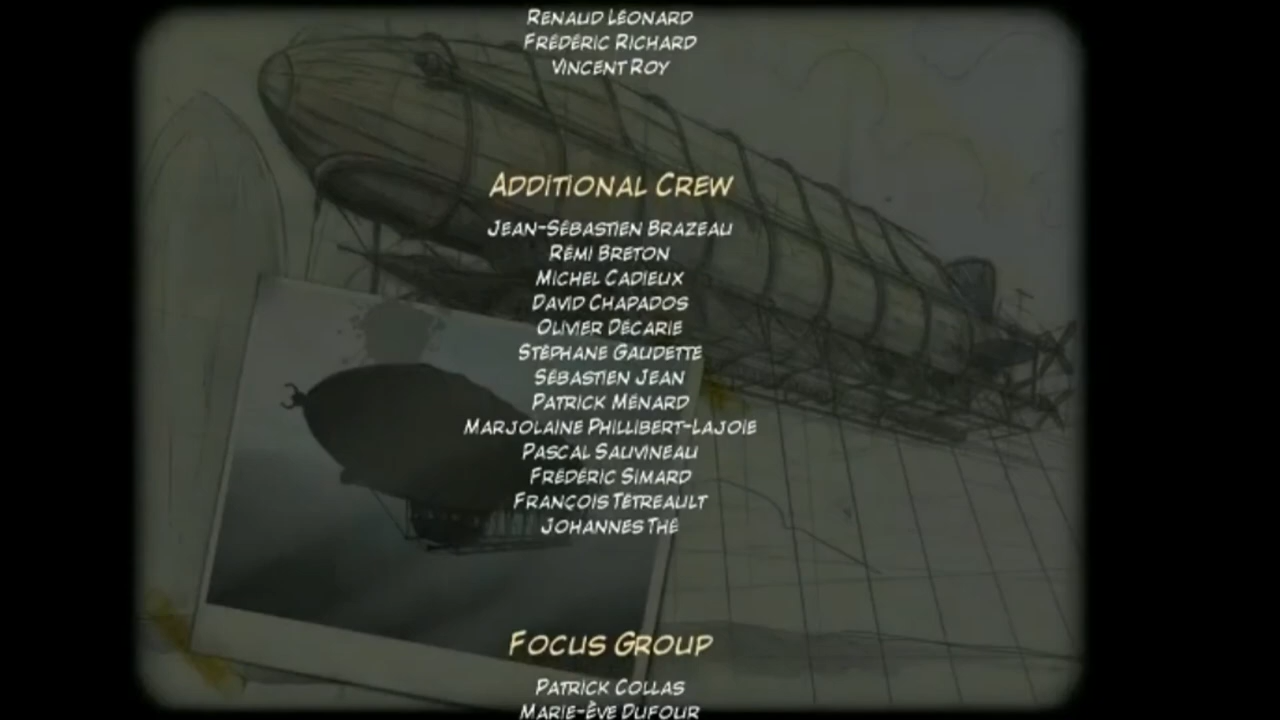 Renaud Léonard
Frédéric Richard
Vincent Roy
Additional Crew
Jean-Sébastien Brazeau
Rémi Breton
Michel Cadieux
David Chapados
Olivier Décarie
Stéphane Gaudette
Sébastien Jean
Patrick Ménard
Marjolaine Phillibert-Lajoie
Pascal Sauvineau
Frédéric Simard
François Tétreault
Johannes Thé
Focus Group
Patrick Collas
Marie-Ève Dufour